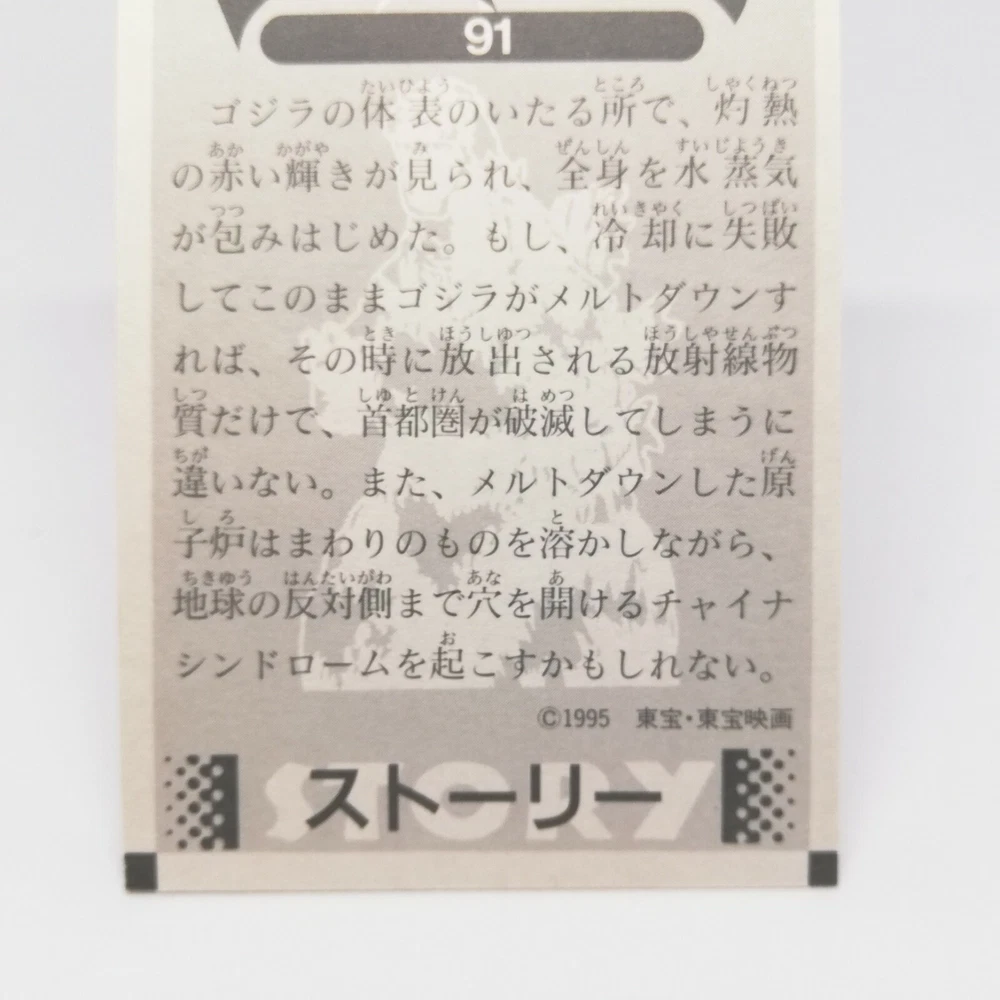 91
ゴジラの体表のいたる所で、灼熱
の赤い輝きが見られ、全身を水蒸気
が包みはじめた。もし、冷却に失敗
してこのままゴジラがメルトダウンす
れば、その時に放出される放射線物
質だけで、首都圏が破滅してしまうに
違いない。また、メルトダウンした原
子炉はまわりのものを溶かしながら、
地球の反対側まで穴を開けるチャイナ
シンドロームを起こすかもしれない。
©1995 東宝・東宝映画
STORY
ストーリー